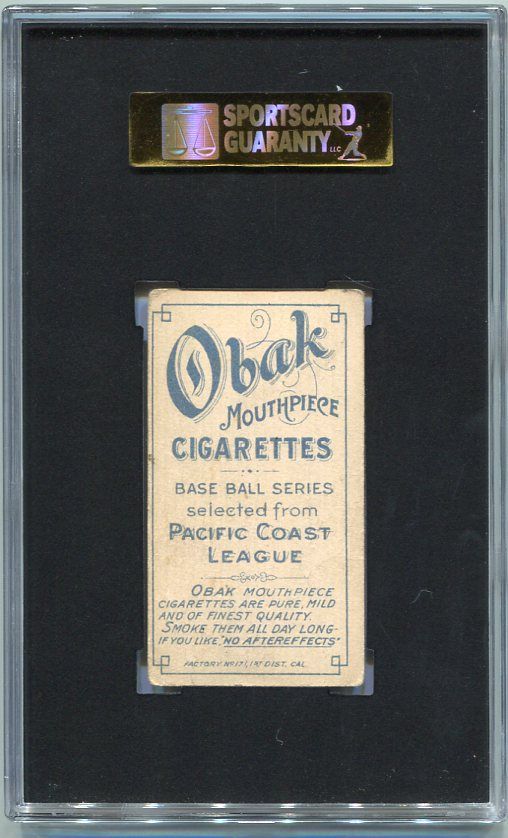 SPORTSCARD
GUARANTY LLC
Obak
MOUTHPIECE
CIGARETTES
BASE BALL SERIES
selected from
PACIFIC COAST
LEAGUE
OBAK MOUTHPIECE
CIGARETTES ARE PURE, MILD
AND OF FINEST QUALITY.
SMOKE THEM ALL DAY LONG-
IF YOU LIKE, "NO AFTEREFFECTS"
FACTORY Nº 171, 1ST DIST. CAL.